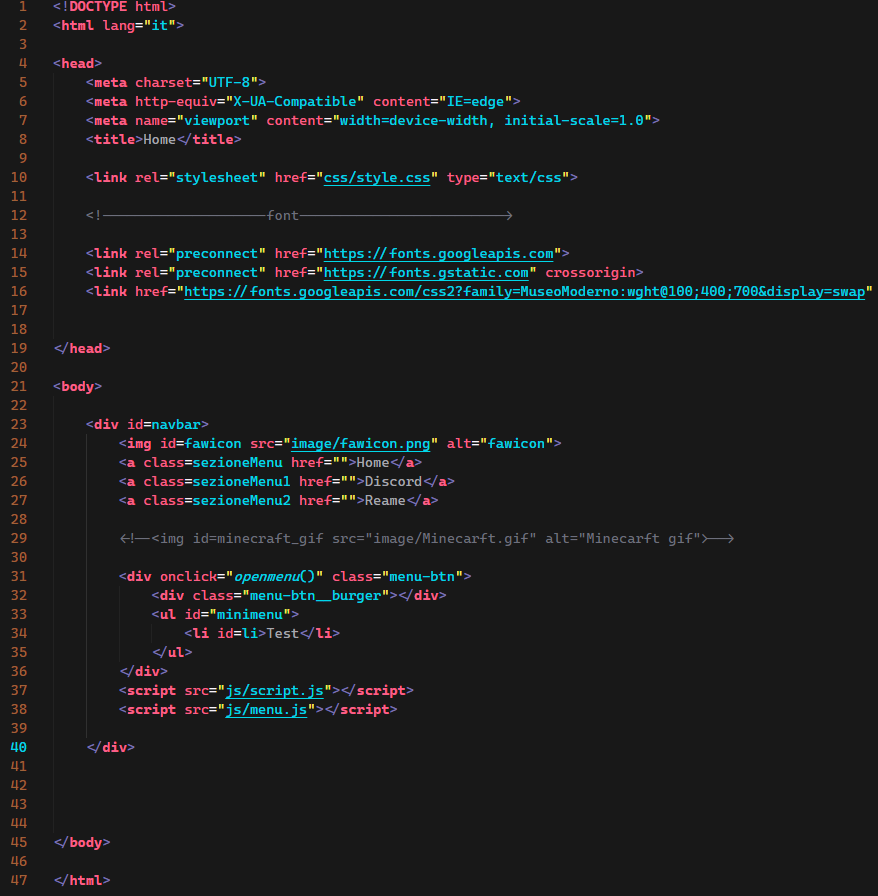 1 <!DOCTYPE html>
2 <html lang="it">
3
4 <head>
5 <meta charset="UTF-8">
6 <meta http-equiv="X-UA-Compatible" content="IE=edge">
7 <meta name="viewport" content="width=device-width, initial-scale=1.0">
8 <title>Home</title>
9
10 <link rel="stylesheet" href="css/style.css" type="text/css">
11
12 <!--------------------font-------------------------->
13
14 <link rel="preconnect" href="https://fonts.googleapis.com">
15 <link rel="preconnect" href="https://fonts.gstatic.com" crossorigin>
16 <link href="https://fonts.googleapis.com/css2?family=MuseoModerno:wght@100;400;700&display=swap"
17
18
19 </head>
20
21 <body>
22
23 <div id=navbar>
24 <img id=fawicon src="image/fawicon.png" alt="fawicon">
25 <a class=sezioneMenu href="">Home</a>
26 <a class=sezioneMenu1 href="">Discord</a>
27 <a class=sezioneMenu2 href="">Reame</a>
28
29 <!--<img id=minecraft_gif src="image/Minecarft.gif" alt="Minecarft gif">-->
30
31 <div onclick="openmenu()" class="menu-btn">
32 <div class="menu-btn__burger"></div>
33 <ul id="minimenu">
34 <li id=li>Test</li>
35 </ul>
36 </div>
37 <script src="js/script.js"></script>
38 <script src="js/menu.js"></script>
39
40 </div>
41
42
43
44
45 </body>
46
47 </html>